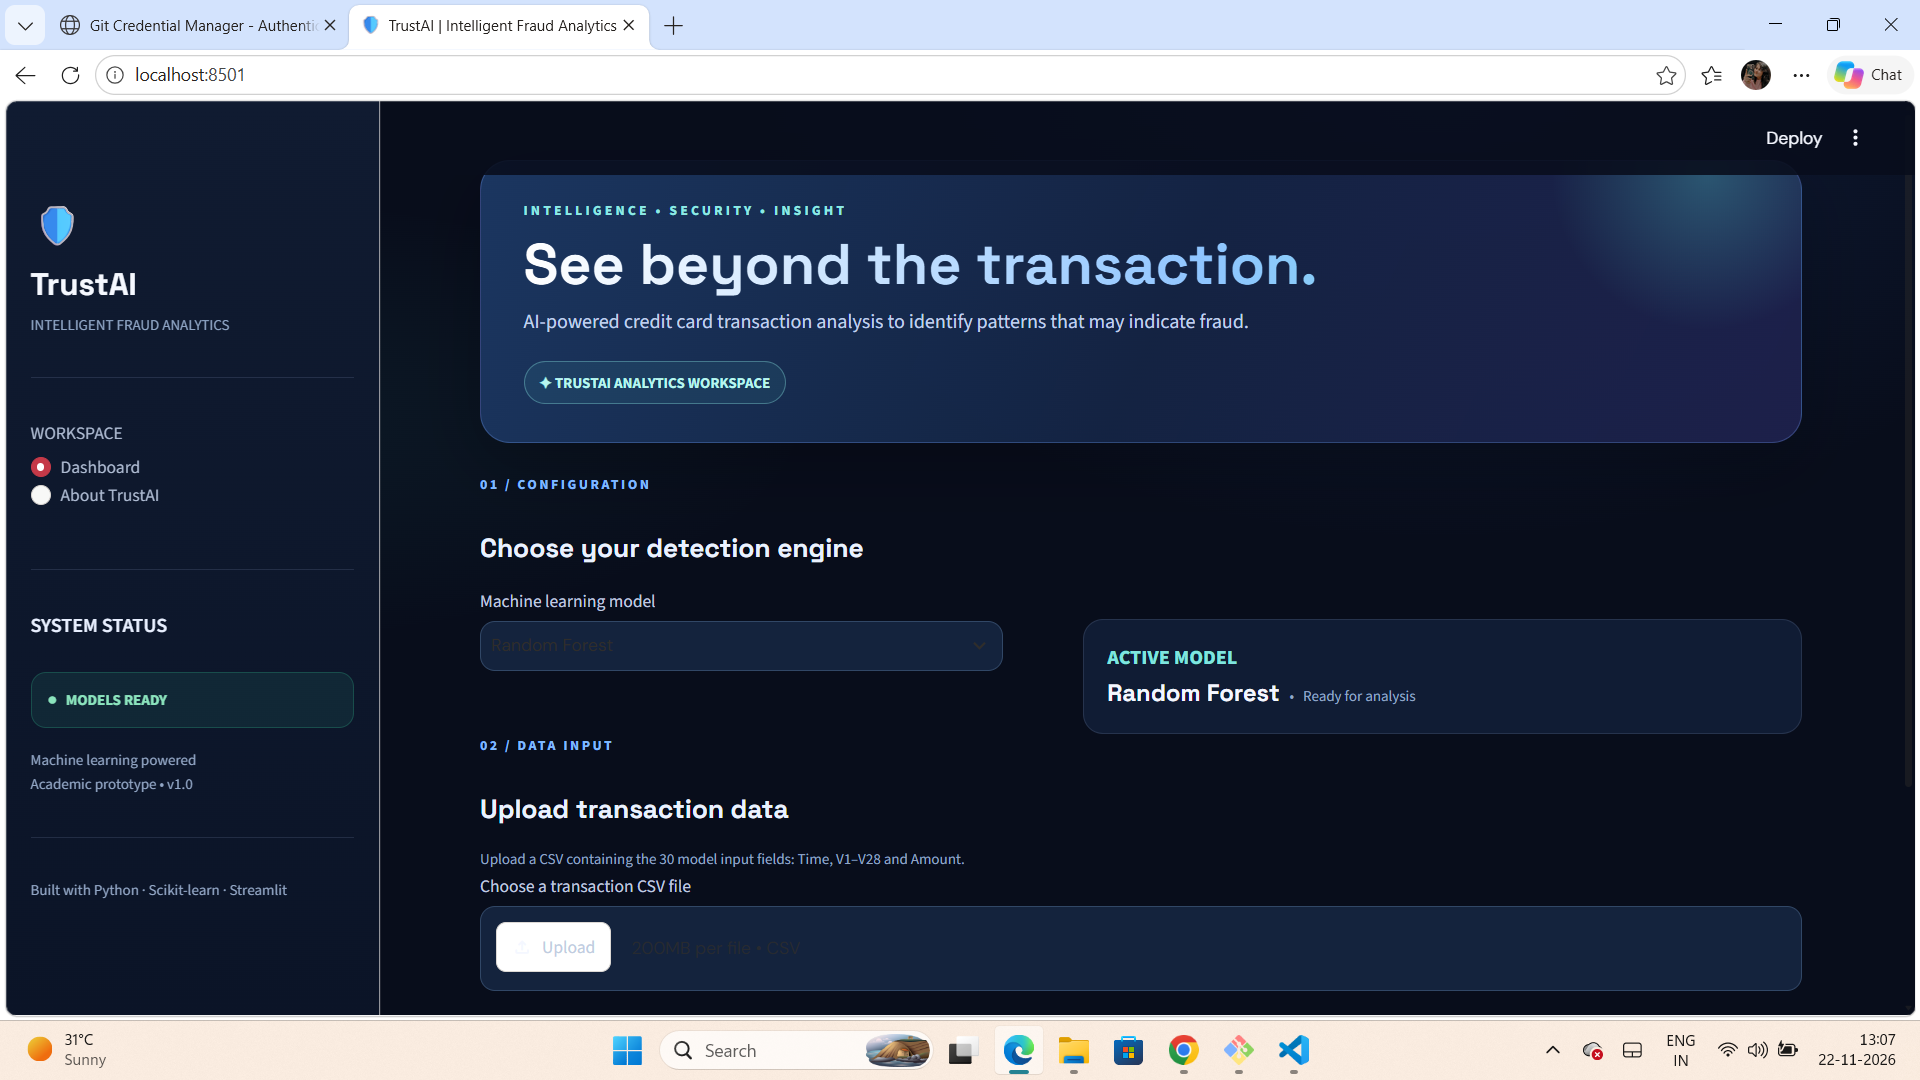 Git Credential Manager - Authentic
TrustAI | Intelligent Fraud Analytics
localhost:8501
Chat
Deploy
TrustAI
INTELLIGENT FRAUD ANALYTICS
WORKSPACE
Dashboard
About TrustAI
SYSTEM STATUS
MODELS READY
Machine learning powered
Academic prototype • v1.0
Built with Python · Scikit-learn · Streamlit
INTELLIGENCE • SECURITY • INSIGHT
See beyond the transaction.
AI-powered credit card transaction analysis to identify patterns that may indicate fraud.
✦ TRUSTAI ANALYTICS WORKSPACE
01 / CONFIGURATION
Choose your detection engine
Machine learning model
Random Forest
ACTIVE MODEL
Random Forest • Ready for analysis
02 / DATA INPUT
Upload transaction data
Upload a CSV containing the 30 model input fields: Time, V1–V28 and Amount.
Choose a transaction CSV file
Upload
200MB per file • CSV
31°C
Sunny
Search
ENG
IN
13:07
22-11-2026